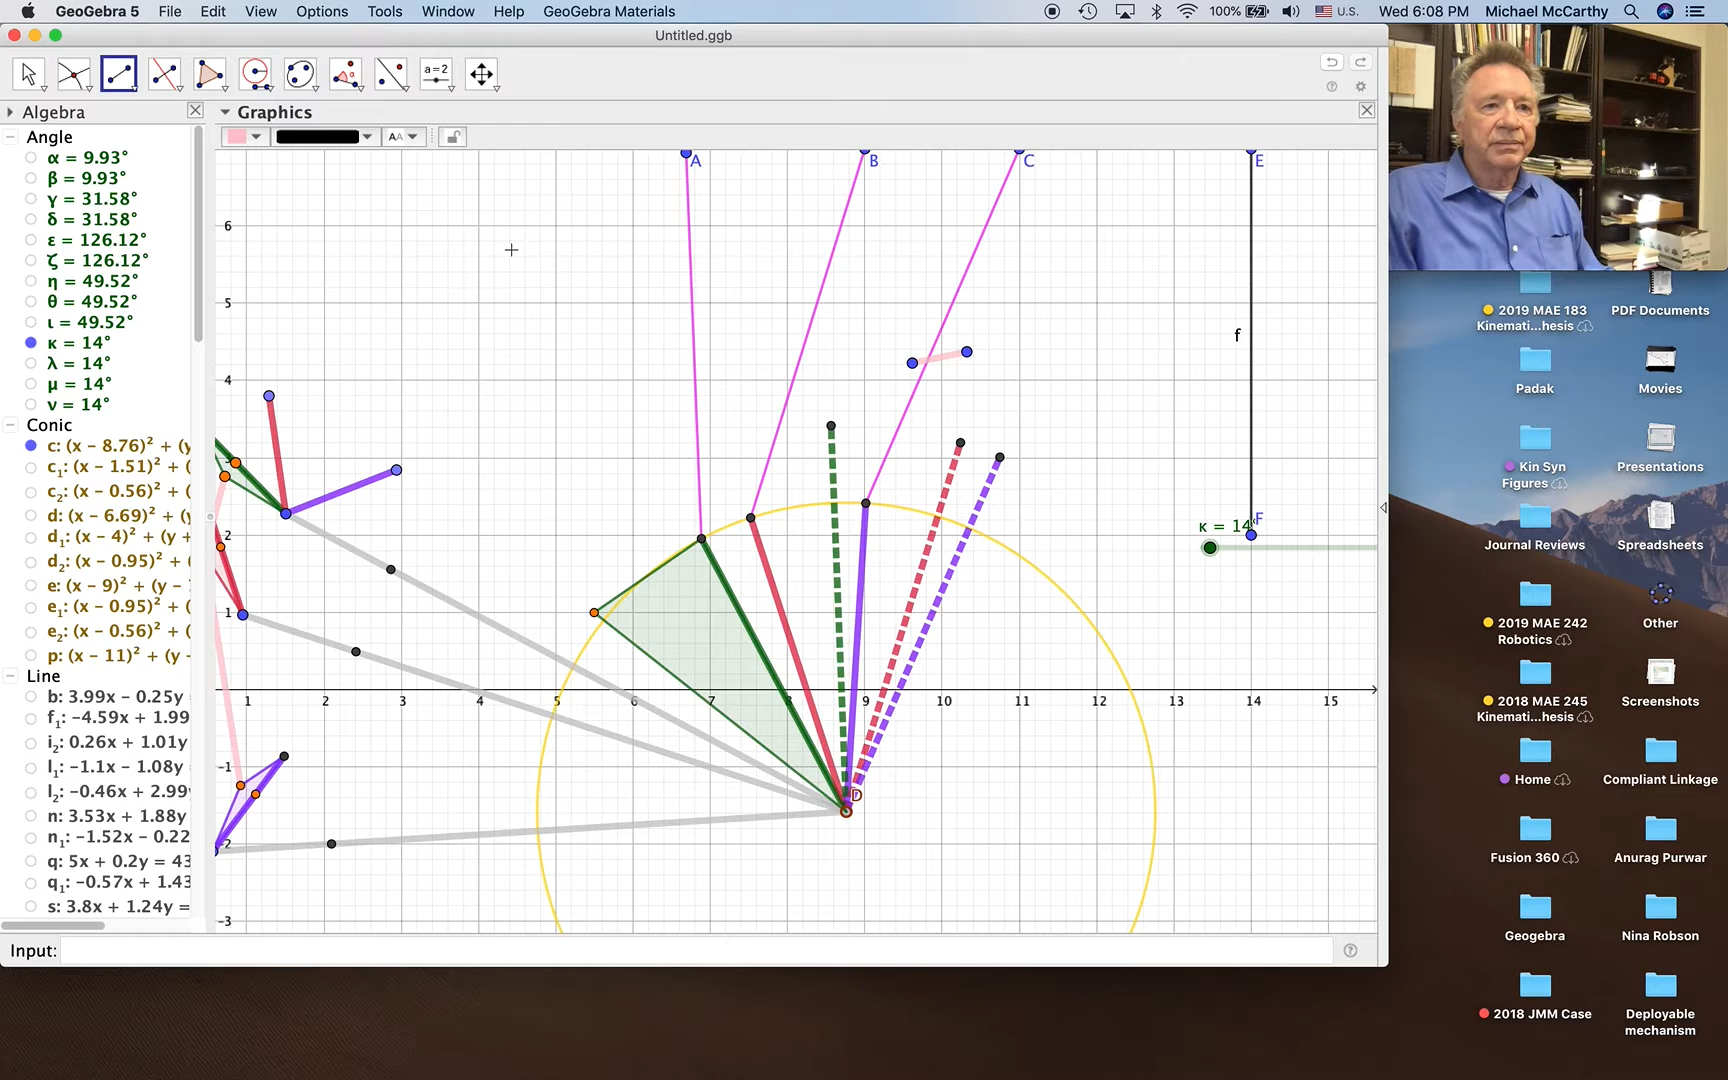 GeoGebra 5 File Edit View Options Tools Window Help GeoGebra Materials 100% U.S. Wed 6:08 PM Michael McCarthy
Untitled.ggb
a=2
Algebra
Graphics
AA
Angle
α = 9.93°
β = 9.93°
γ = 31.58°
δ = 31.58°
ε = 126.12°
ζ = 126.12°
η = 49.52°
θ = 49.52°
ι = 49.52°
κ = 14°
λ = 14°
μ = 14°
ν = 14°
Conic
c: (x – 8.76)² + (y
c₁: (x – 1.51)² + (
c₂: (x – 0.56)² + (
d: (x – 6.69)² + (y
d₁: (x – 4)² + (y +
d₂: (x – 0.95)² + (
e: (x – 9)² + (y –
e₁: (x – 0.95)² + (
e₂: (x – 0.56)² + (
p: (x – 11)² + (y –
Line
b: 3.99x – 0.25y
f₁: –4.59x + 1.99
i₂: 0.26x + 1.01y
l₁: –1.1x – 1.08y
l₂: –0.46x + 2.99y
n: 3.53x + 1.88y
n₁: –1.52x – 0.22
q: 5x + 0.2y = 43
q₁: –0.57x + 1.43
s: 3.8x + 1.24y =
A
B
C
E
6
5
4
3
2
1
-1
-2
-3
f
κ = 14°
F
D
1 2 3 4 5 6 7 8 9 10 11 12 13 14 15
Input:
2019 MAE 183
Kinemati...hesis
PDF Documents
Padak
Movies
Kin Syn
Figures
Presentations
Journal Reviews
Spreadsheets
2019 MAE 242
Robotics
Other
2018 MAE 245
Kinemati...hesis
Screenshots
Home
Compliant Linkage
Fusion 360
Anurag Purwar
Geogebra
Nina Robson
2018 JMM Case
Deployable
mechanism